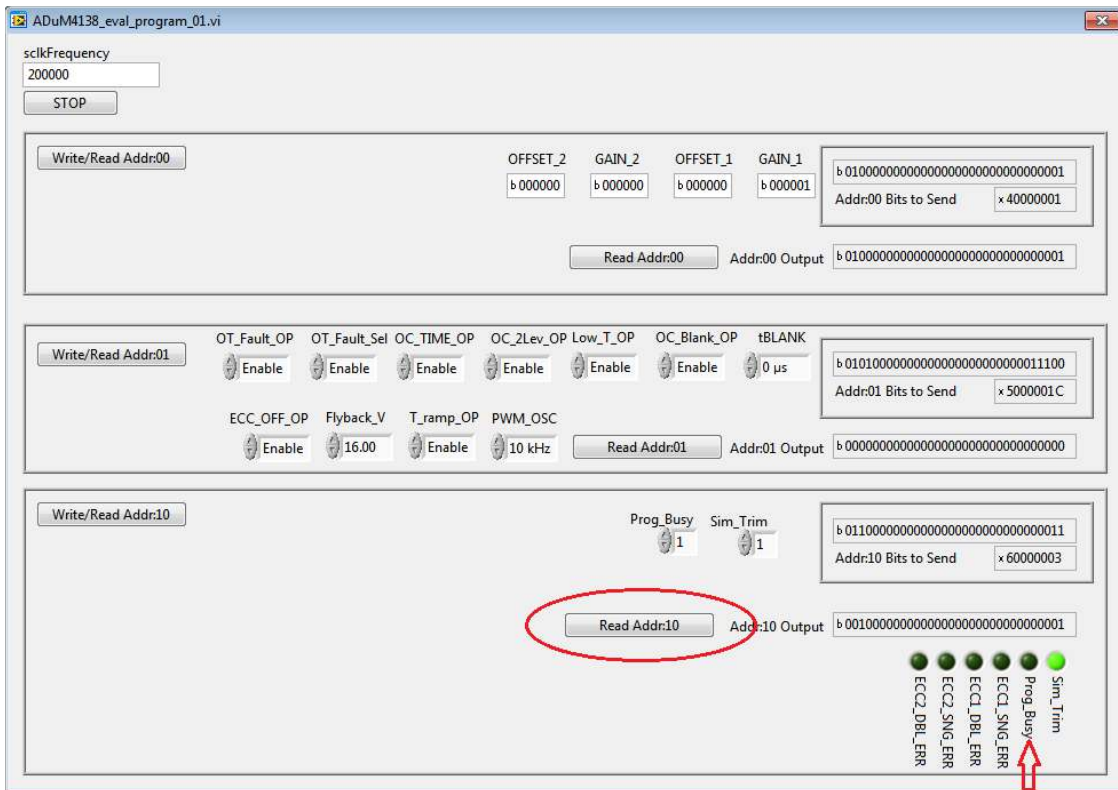 ADuM4138_eval_program_01.vi
sclkFrequency
200000
STOP
Write/Read Addr:00
OFFSET_2 GAIN_2 OFFSET_1 GAIN_1
b 000000 b 000000 b 000000 b 000001
b 01000000000000000000000000000001
Addr:00 Bits to Send x 40000001
Read Addr:00 Addr:00 Output b 01000000000000000000000000000001
Write/Read Addr:01
OT_Fault_OP OT_Fault_Sel OC_TIME_OP OC_2Lev_OP Low_T_OP OC_Blank_OP tBLANK
Enable Enable Enable Enable Enable Enable 0 µs
b 01010000000000000000000000011100
Addr:01 Bits to Send x 5000001C
ECC_OFF_OP Flyback_V T_ramp_OP PWM_OSC
Enable 16.00 Enable 10 kHz
Read Addr:01 Addr:01 Output b 00000000000000000000000000000000
Write/Read Addr:10
Prog_Busy Sim_Trim
1 1
b 01100000000000000000000000000011
Addr:10 Bits to Send x 60000003
Read Addr:10 Addr:10 Output b 00100000000000000000000000000001
ECC2_DBL_ERR
ECC2_SNG_ERR
ECC1_DBL_ERR
ECC1_SNG_ERR
Prog_Busy
Sim_Trim